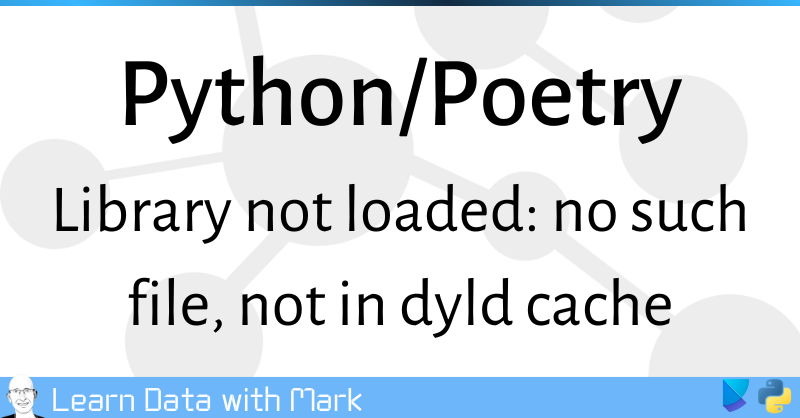 Python/Poetry
Library not loaded: no such
file, not in dyld cache
Learn Data with Mark